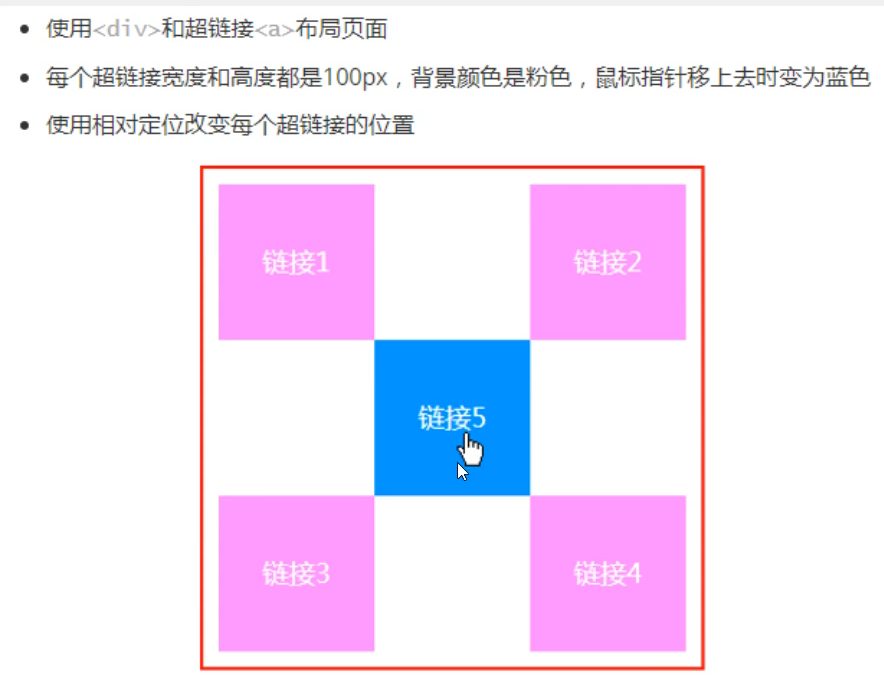 使用<div>和超链接<a>布局页面
每个超链接宽度和高度都是100px，背景颜色是粉色，鼠标指针移上去时变为蓝色
使用相对定位改变每个超链接的位置
链接1
链接2
链接5
链接3
链接4